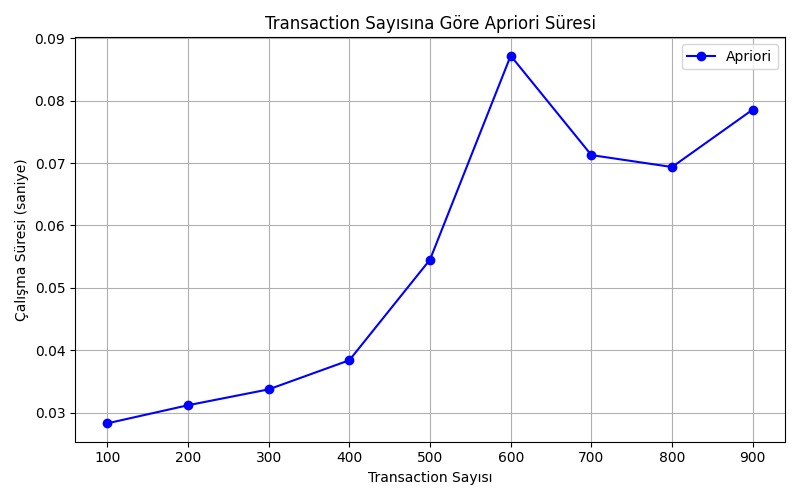 Transaction Sayısına Göre Apriori Süresi
Apriori
Çalışma Süresi (saniye)
0.09
0.08
0.07
0.06
0.05
0.04
0.03
100 200 300 400 500 600 700 800 900
Transaction Sayısı